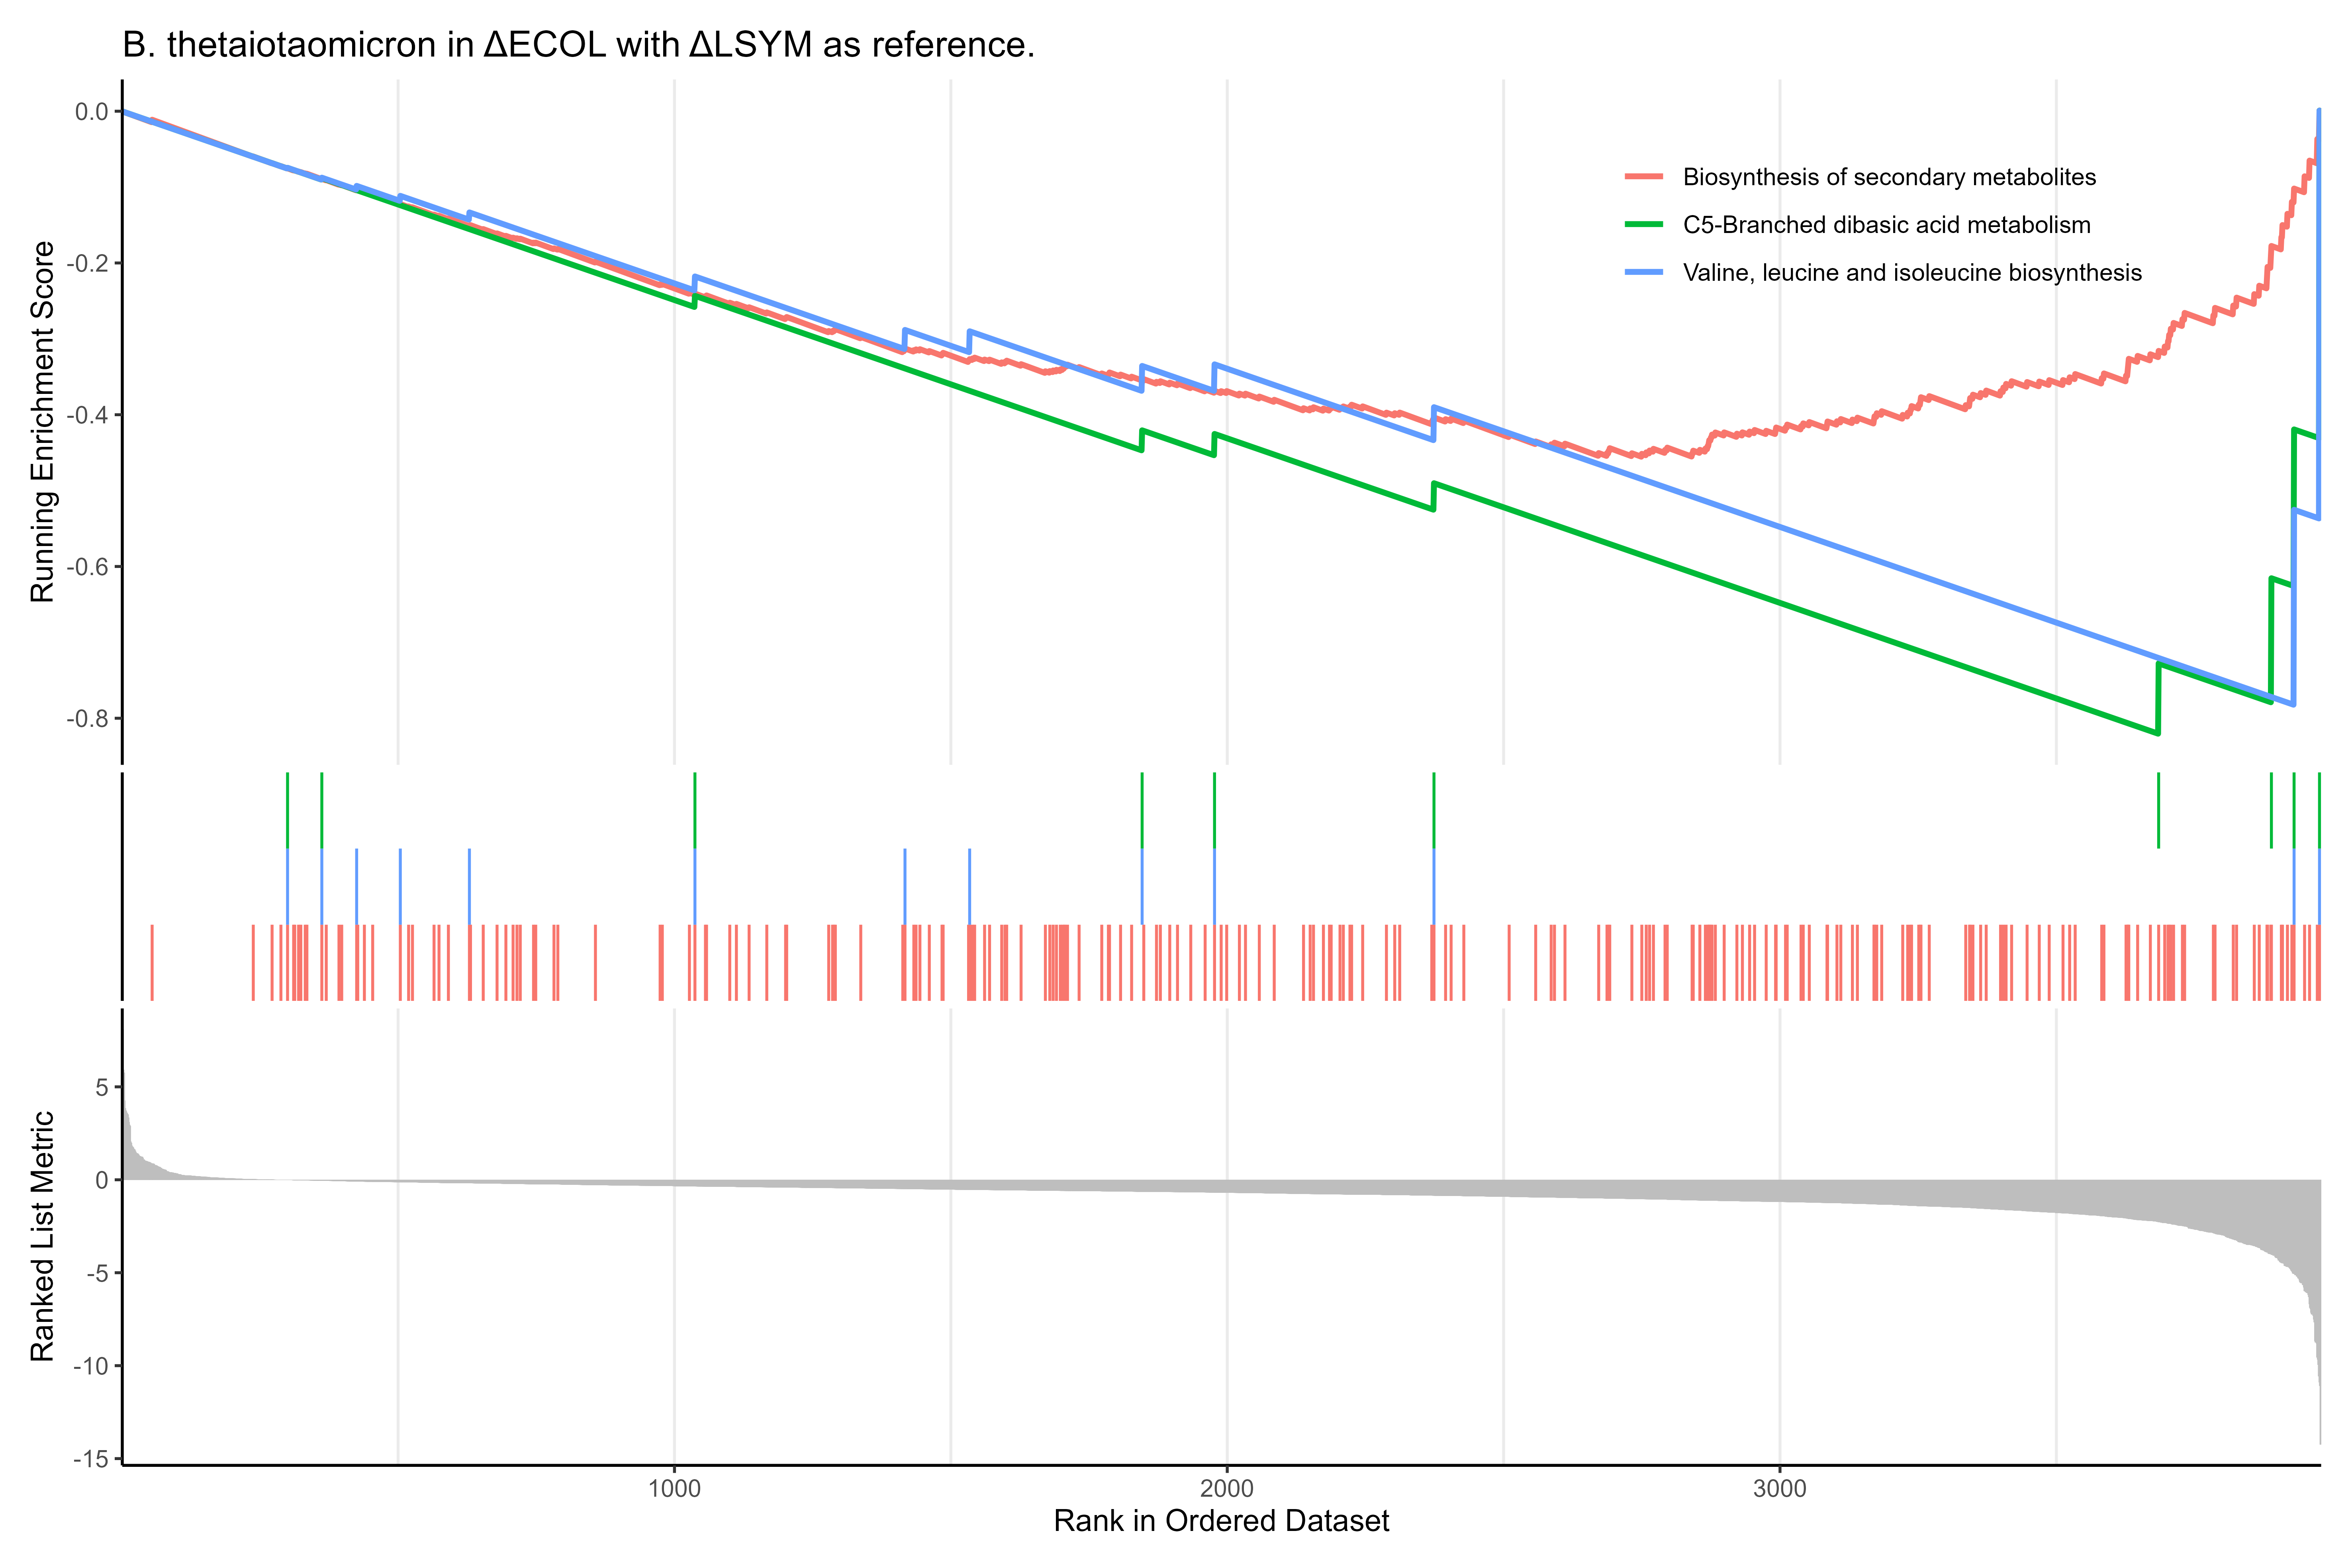 B. thetaiotaomicron in ΔECOL with ΔLSYM as reference.
Running Enrichment Score
0.0
-0.2
-0.4
-0.6
-0.8
Biosynthesis of secondary metabolites
C5-Branched dibasic acid metabolism
Valine, leucine and isoleucine biosynthesis
Ranked List Metric
5
0
-5
-10
-15
1000
2000
3000
Rank in Ordered Dataset